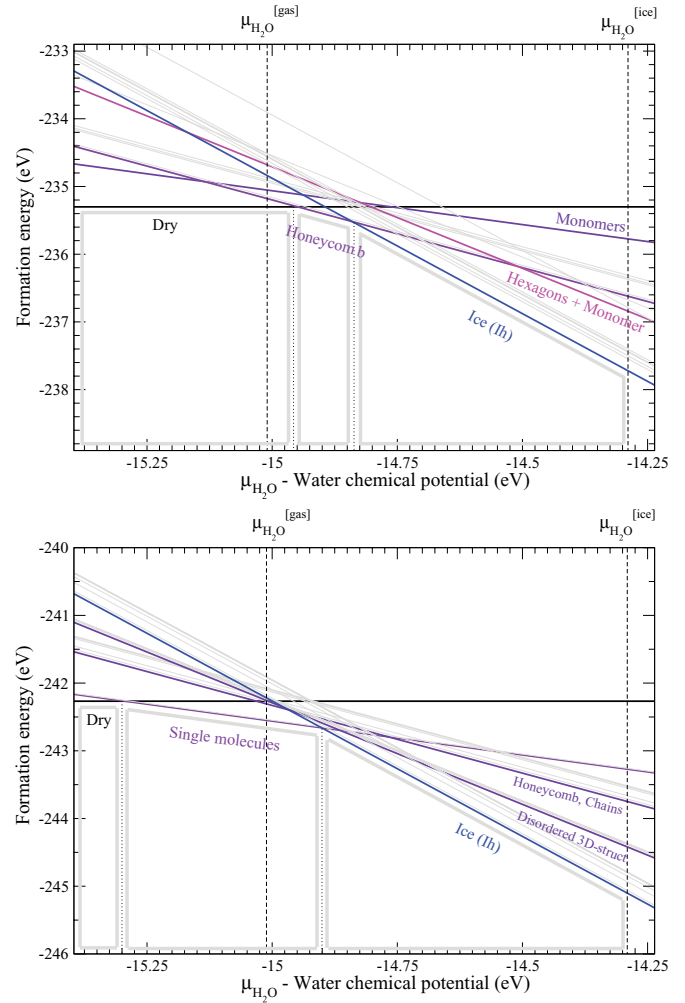 μH2O[gas] μH2O[ice]
-233
-234
-235
-236
-237
-238
Formation energy (eV)
Dry
Honeycomb
Monomers
Hexagons + Monomer
Ice (Ih)
-15.25 -15 -14.75 -14.5 -14.25
μH2O - Water chemical potential (eV)
μH2O[gas] μH2O[ice]
-240
-241
-242
-243
-244
-245
-246
Formation energy (eV)
Dry
Single molecules
Honeycomb, Chains
Disordered 3D-struct
Ice (Ih)
-15.25 -15 -14.75 -14.5 -14.25
μH2O - Water chemical potential (eV)